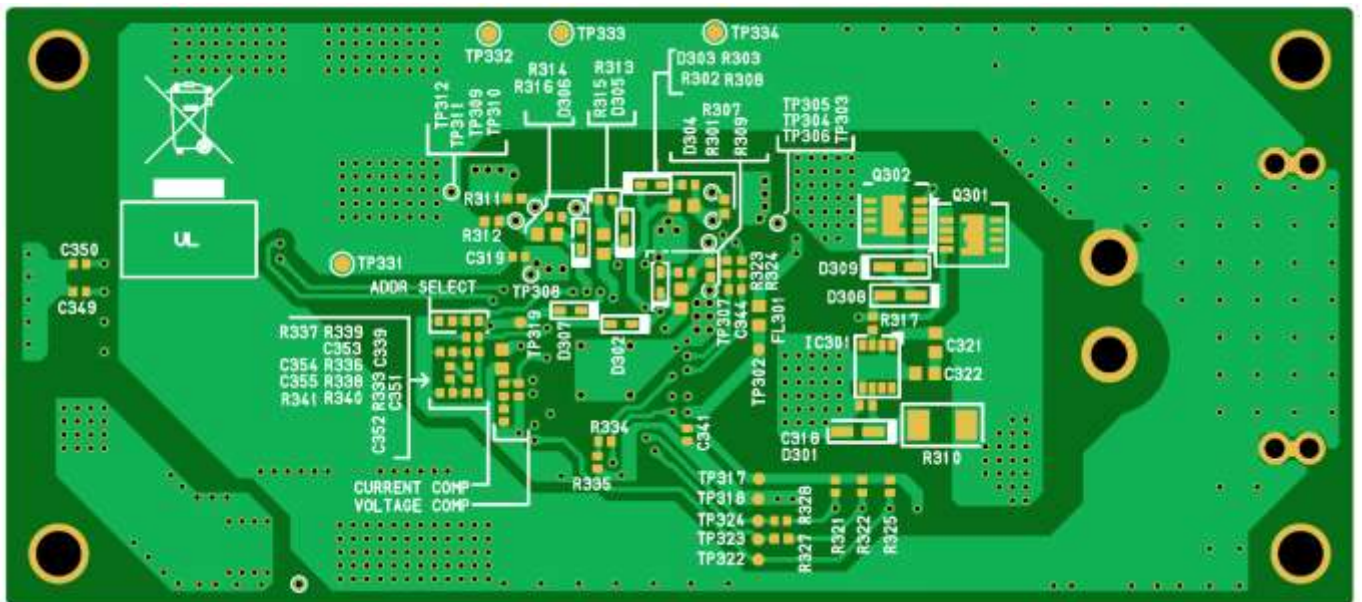 TP332
TP333
TP334
D303 R303
R302 R308
R314
R316
D306
R313
R315
D305
TP312
TP311
TP309
TP310
R307
D304
R301
R309
TP305
TP304
TP306
TP303
R311
R312
C319
TP308
Q302
Q301
UL
C350
C349
TP331
ADDR SELECT
D309
D308
R323
R324
R317
IC301
C321
C322
TP319
D307
D302
TP307
C344
FL301
TP302
R337 R339
C353
C354 R336
C355 R338
R341 R340
C339
R333
C351
C352
R334
R335
C341
C318
D301
R310
CURRENT COMP
VOLTAGE COMP
TP317
TP318
TP324
TP323
TP322
R328
R327
R321
R322
R325